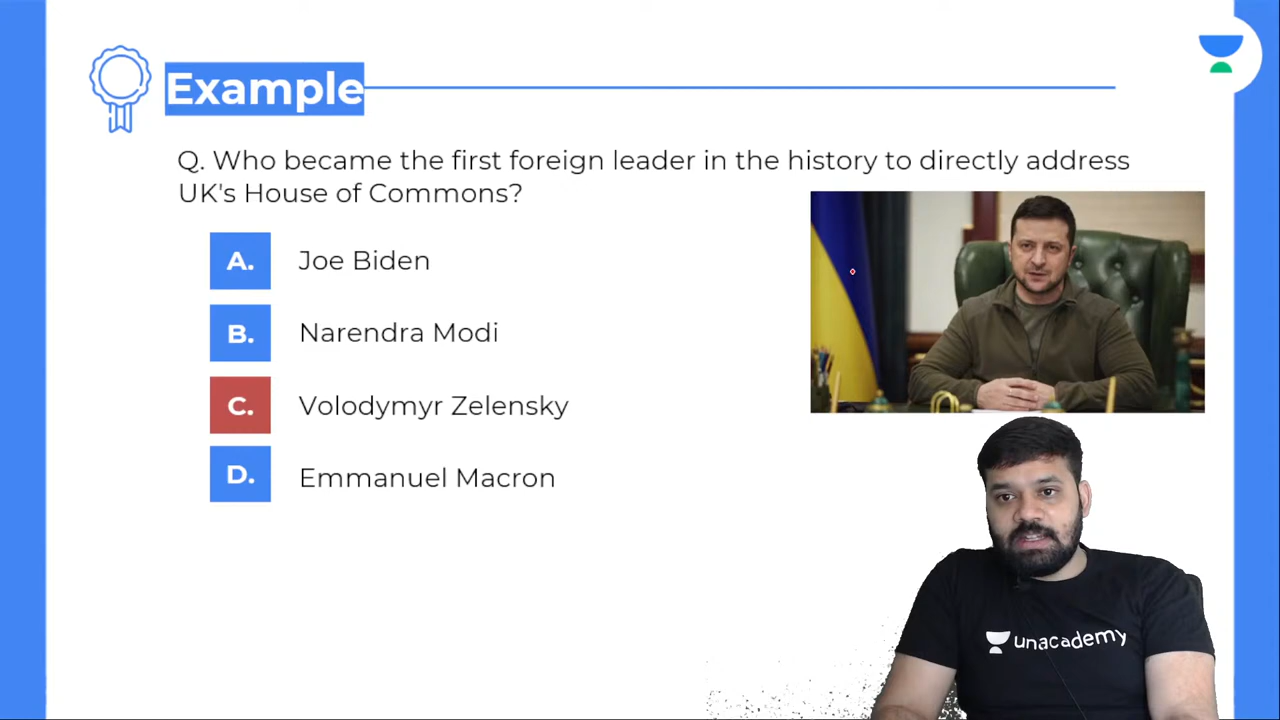 Example
Q. Who became the first foreign leader in the history to directly address
UK's House of Commons?
A. Joe Biden
B. Narendra Modi
C. Volodymyr Zelensky
D. Emmanuel Macron
unacademy